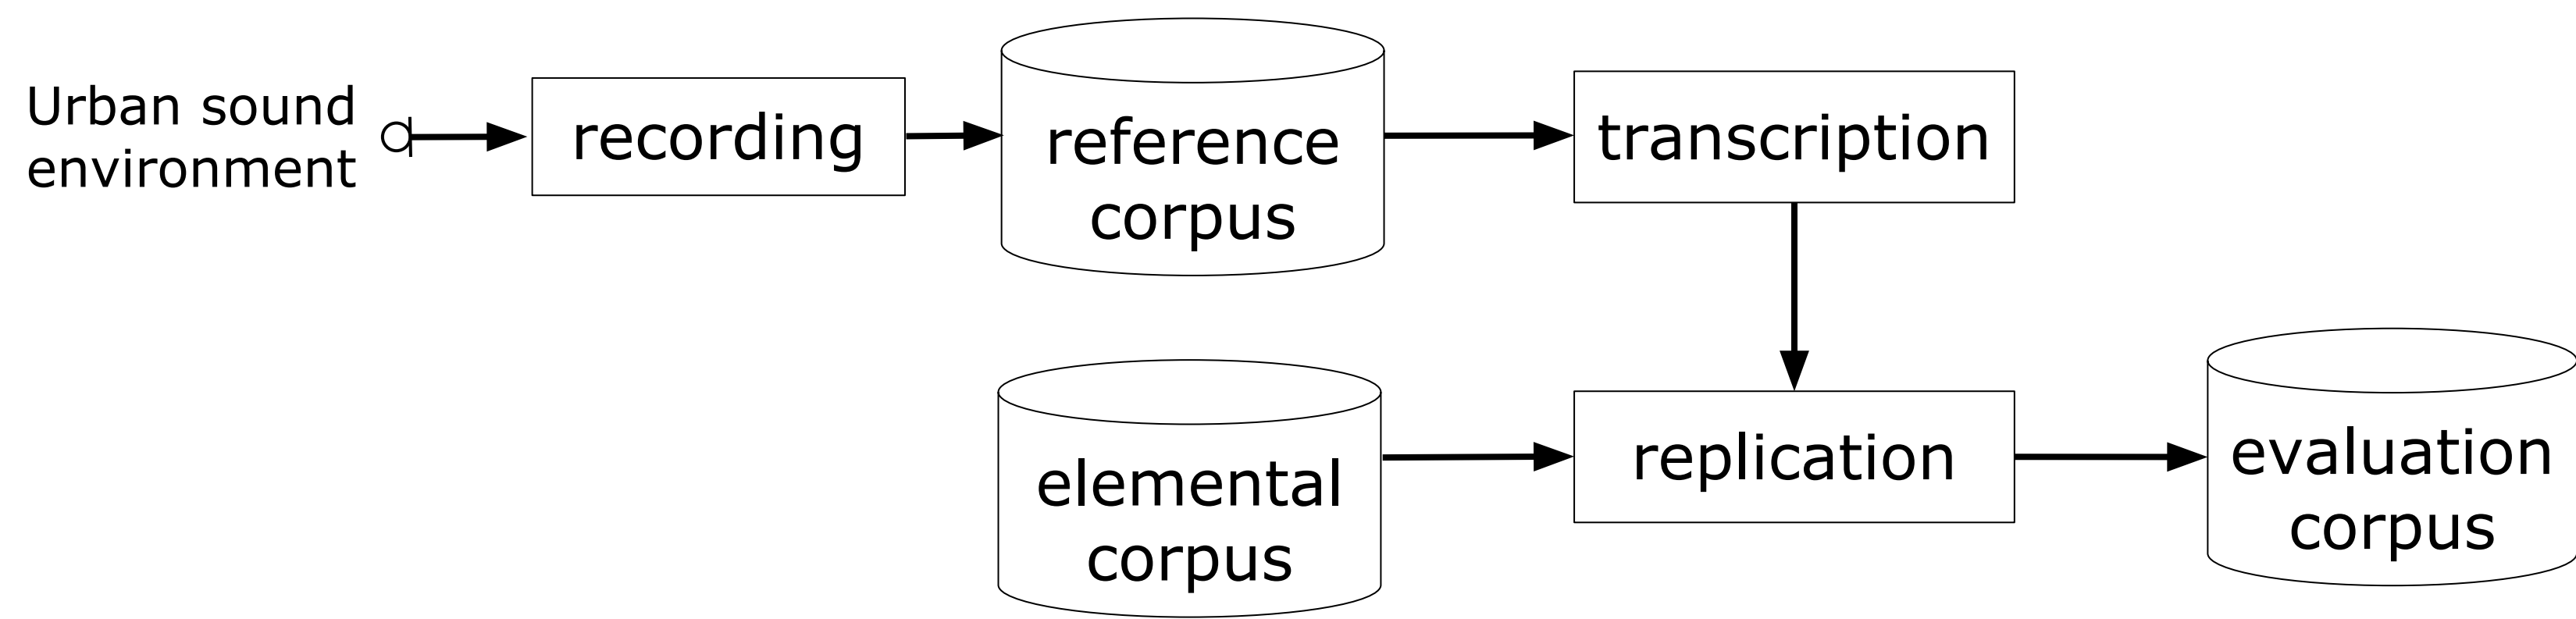 Urban sound
environment
recording
reference
corpus
transcription
elemental
corpus
replication
evaluation
corpus